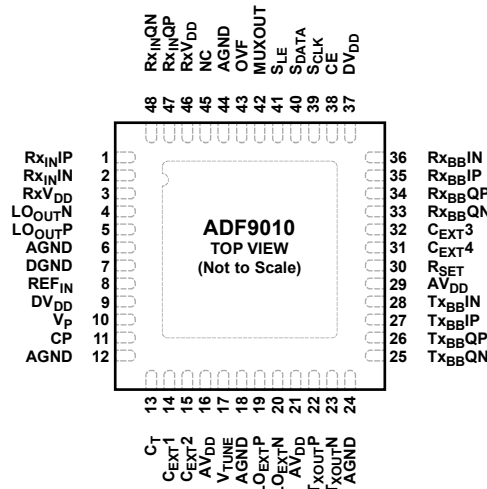 48 RxINQN
47 RxINQP
46 RxVDD
45 NC
44 AGND
43 OVF
42 MUXOUT
41 SLE
40 SDATA
39 SCLK
38 CE
37 DVDD
RxINIP 1
RxININ 2
RxVDD 3
LOOUTN 4
LOOUTP 5
AGND 6
DGND 7
REFIN 8
DVDD 9
VP 10
CP 11
AGND 12
ADF9010
TOP VIEW
(Not to Scale)
36 RxBBIN
35 RxBBIP
34 RxBBQP
33 RxBBQN
32 CEXT3
31 CEXT4
30 RSET
29 AVDD
28 TxBBIN
27 TxBBIP
26 TxBBQP
25 TxBBQN
CT 13
CEXT1 14
CEXT2 15
AVDD 16
VTUNE 17
AGND 18
LOEXTP 19
LOEXTN 20
AVDD 21
TXOUTP 22
TXOUTN 23
AGND 24